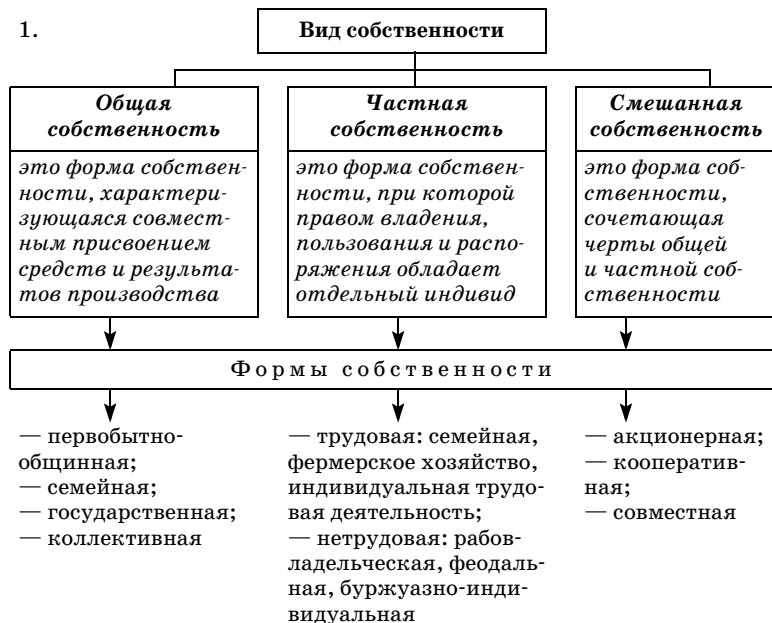 1.
Вид собственности
Общая
собственность
это форма собствен-
ности, характери-
зующаяся совмест-
ным присвоением
средств и результа-
тов производства
Частная
собственность
это форма собствен-
ности, при которой
правом владения,
пользования и распо-
ряжения обладает
отдельный индивид
Смешанная
собственность
это форма соб-
ственности,
сочетающая
черты общей
и частной соб-
ственности
Формы собственности
— первобытно-
общинная;
— семейная;
— государственная;
— коллективная
— трудовая: семейная,
фермерское хозяйство,
индивидуальная трудо-
вая деятельность;
— нетрудовая: рабов-
ладельческая, феодаль-
ная, буржуазно-инди-
видуальная
— акционерная;
— кооператив-
ная;
— совместная